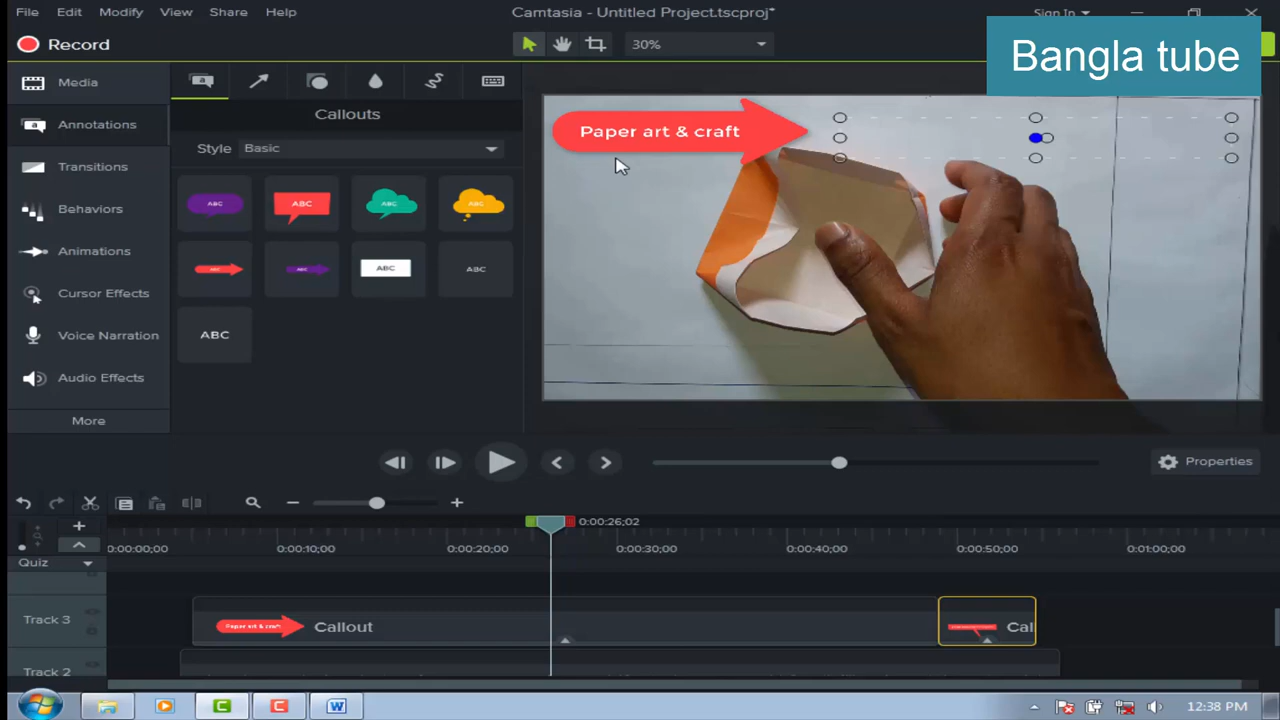 File Edit Modify View Share Help
Camtasia - Untitled Project.tscproj*
Sign In
Record
30%
Bangla tube
Media
Annotations
Transitions
Behaviors
Animations
Cursor Effects
Voice Narration
Audio Effects
More
Callouts
Style Basic
ABC ABC ABC ABC
ABC ABC ABC ABC
ABC
Paper art & craft
Properties
0:00:26;02
0:00:00;00 0:00:10;00 0:00:20;00 0:00:30;00 0:00:40;00 0:00:50;00 0:01:00;00
Quiz
Track 3
Paper art & craft Callout
Cal
Track 2
12:38 PM